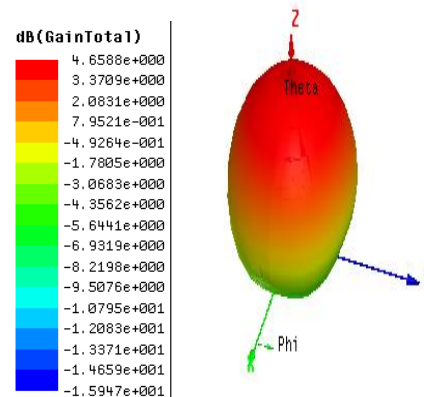 dB(GainTotal)
4.6588e+000
3.3709e+000
2.0831e+000
7.9521e-001
-4.9264e-001
-1.7805e+000
-3.0683e+000
-4.3562e+000
-5.6441e+000
-6.9319e+000
-8.2198e+000
-9.5076e+000
-1.0795e+001
-1.2083e+001
-1.3371e+001
-1.4659e+001
-1.5947e+001
Z
Theta
Phi